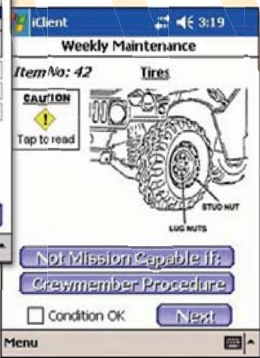 iClient 3:19
Weekly Maintenance
Item No: 42 Tires
CAUTION
Tap to read
STUD NUT
LUG NUTS
Not Mission Capable if:
Crewmember Procedure
Condition OK Next
Menu